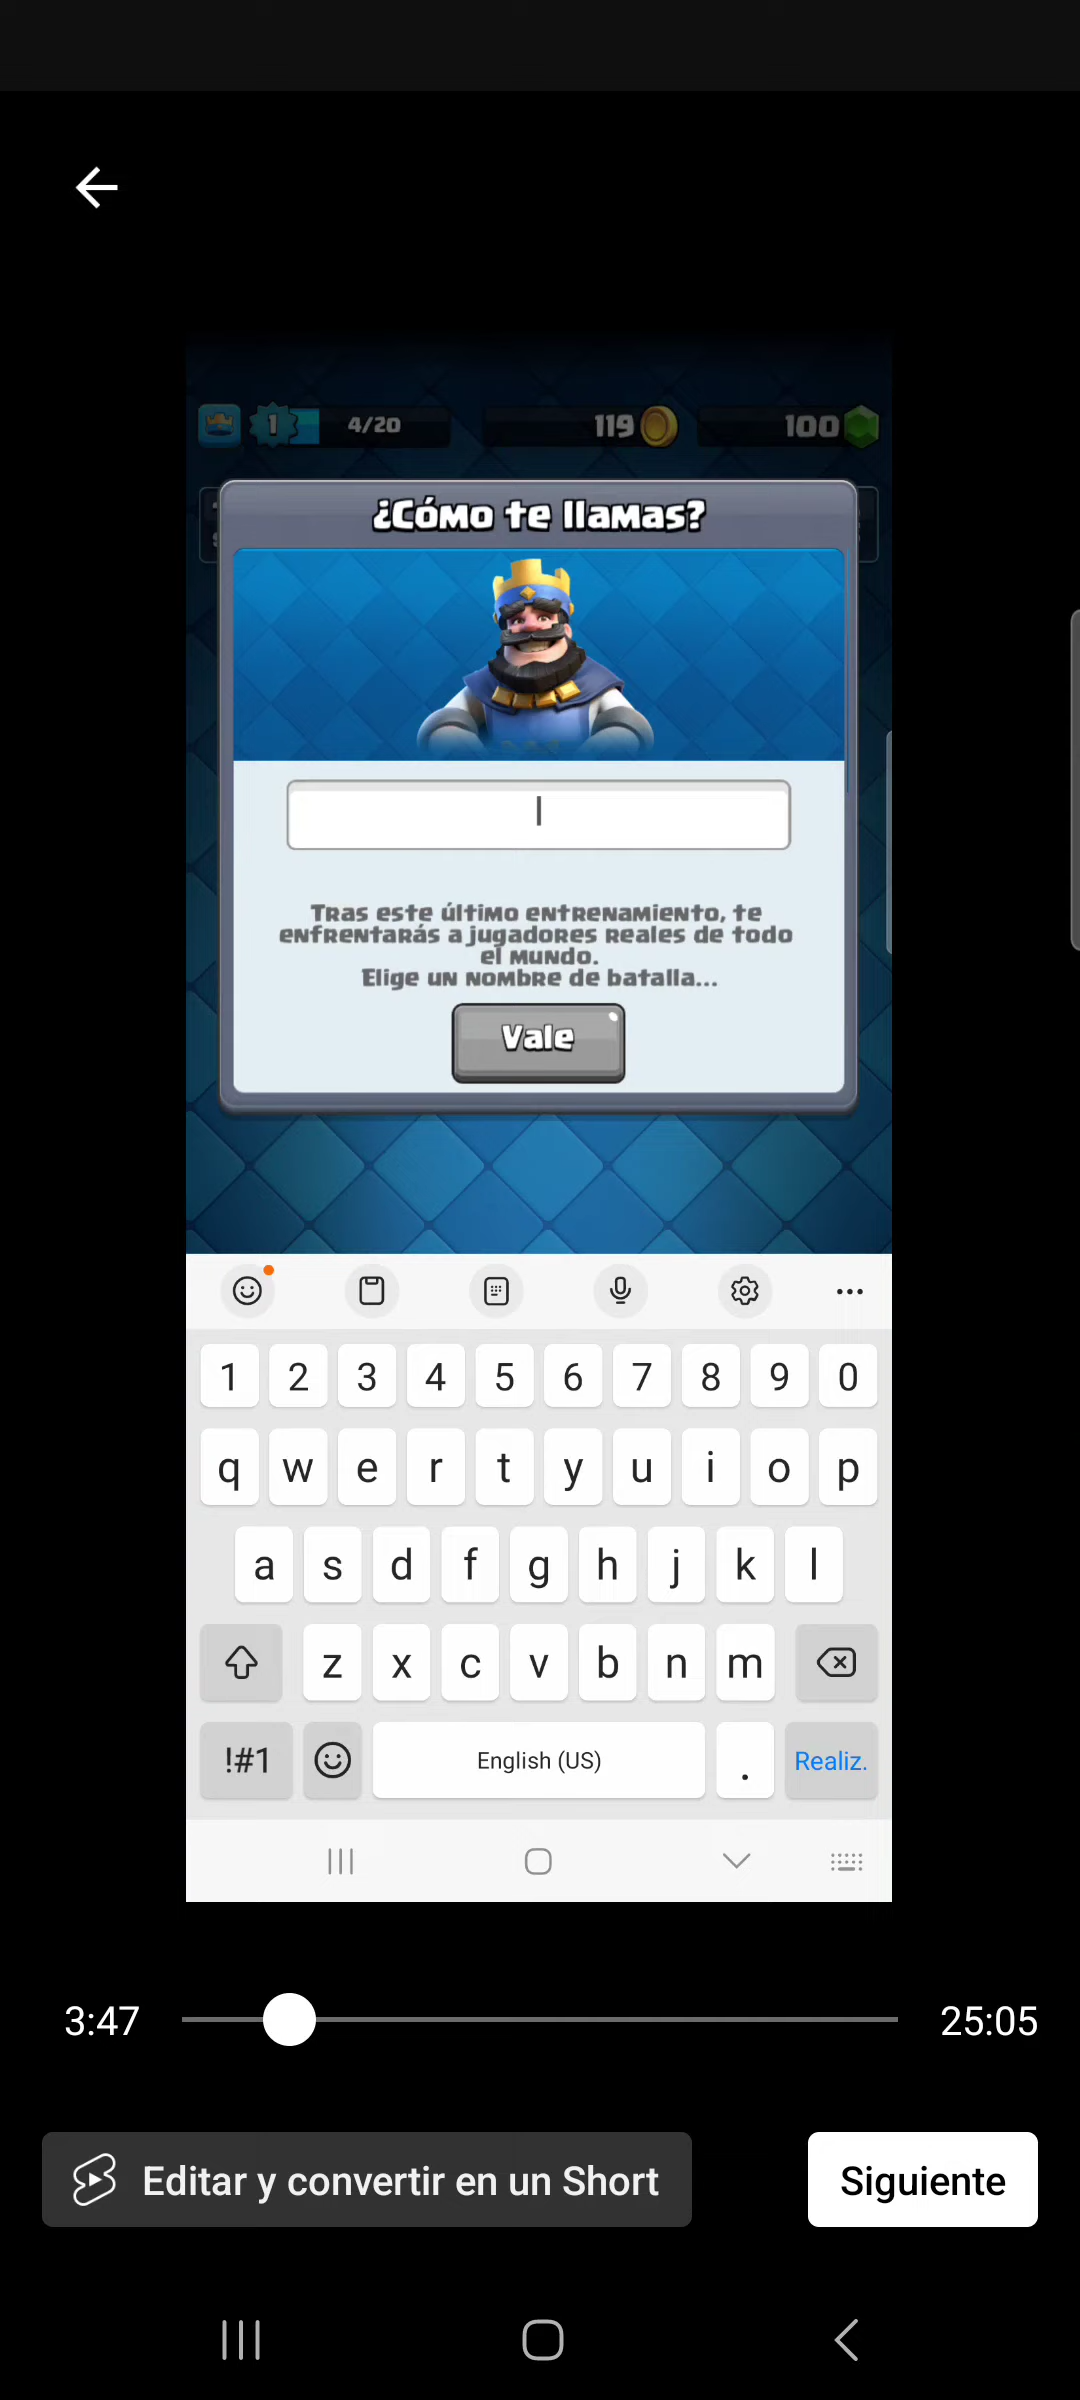 1
4/20
119
100
¿Cómo te llamas?
Tras este último entrenamiento, te
enfrentarás a jugadores reales de todo
el mundo.
Elige un nombre de batalla...
Vale
1 2 3 4 5 6 7 8 9 0
q w e r t y u i o p
a s d f g h j k l
z x c v b n m
!#1 English (US) . Realiz.
3:47 25:05
Editar y convertir en un Short
Siguiente